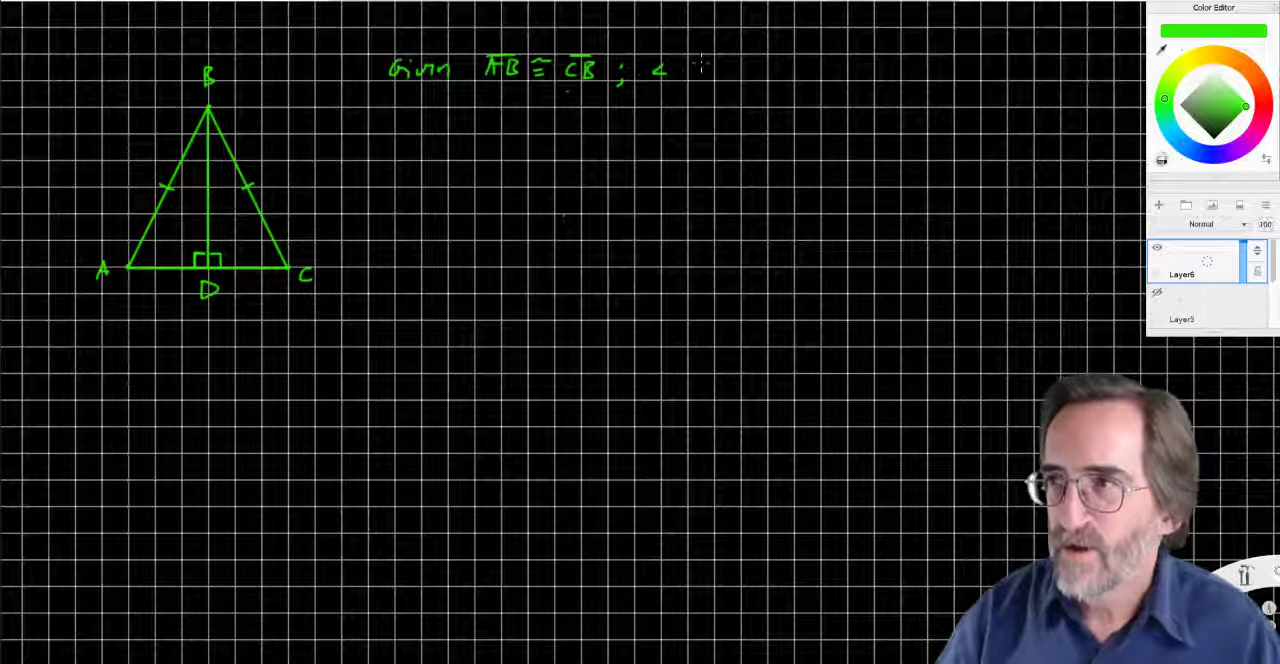 Color Editor
Given AB ≅ CB ; <
B
A
C
D
Normal
100
Layer6
Layer5